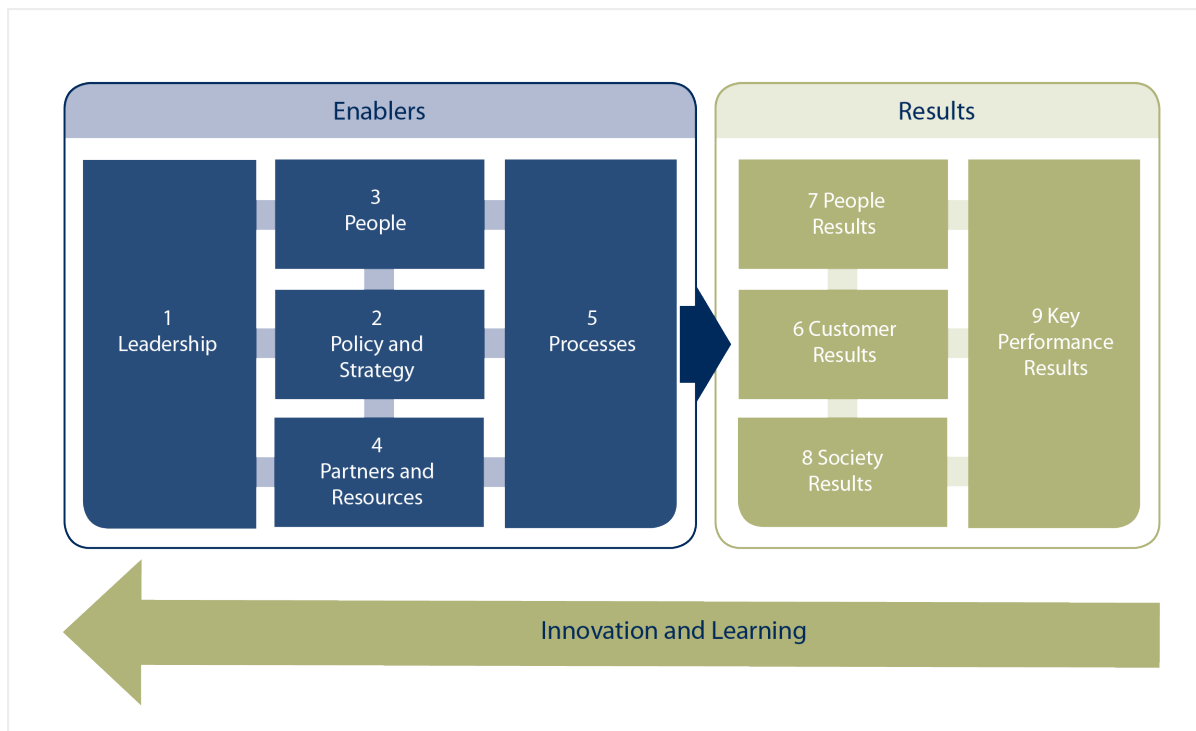 Enablers
1
Leadership
3
People
2
Policy and
Strategy
4
Partners and
Resources
5
Processes
Results
7 People
Results
6 Customer
Results
8 Society
Results
9 Key
Performance
Results
Innovation and Learning